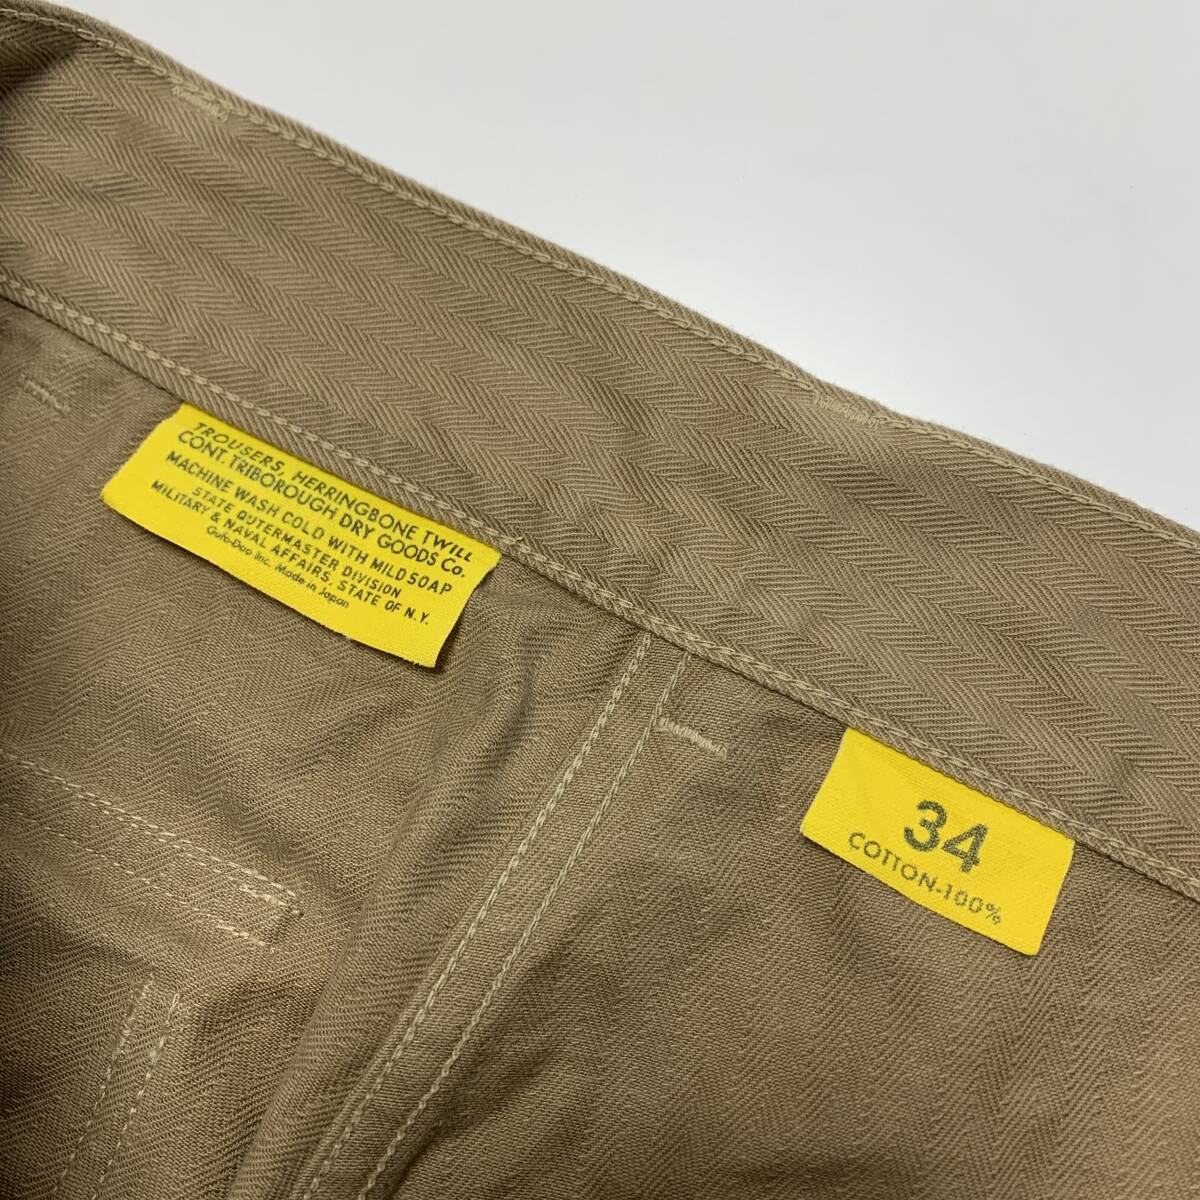 TROUSERS, HERRINGBONE TWILL
CONT. TRIBOROUGH DRY GOODS Co.
MACHINE WASH COLD WITH MILD SOAP
STATE QUTERMASTER DIVISION
MILITARY & NAVAL AFFAIRS, STATE OF N.Y.
Made in Japan
34
COTTON-100%